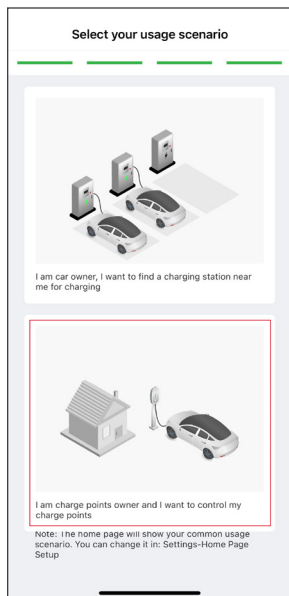 Select your usage scenario
I am car owner, I want to find a charging station near
me for charging
I am charge points owner and I want to control my
charge points
Note: The home page will show your common usage
scenario. You can change it in: Settings-Home Page
Setup